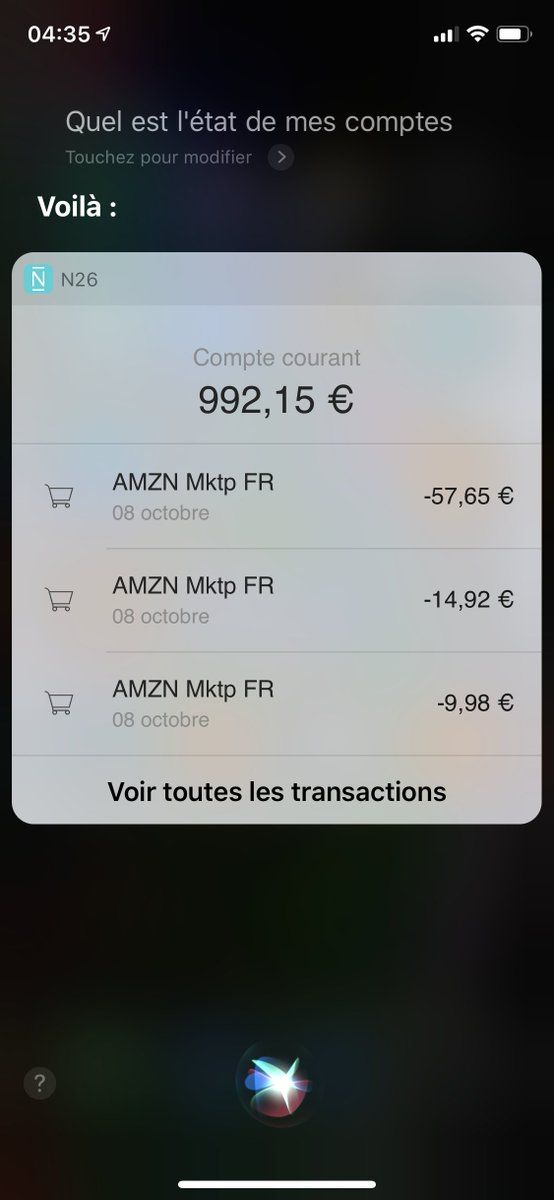 04:35
Quel est l'état de mes comptes
Touchez pour modifier
Voilà :
N N26
Compte courant
992,15 €
AMZN Mktp FR
-57,65 €
08 octobre
AMZN Mktp FR
-14,92 €
08 octobre
AMZN Mktp FR
-9,98 €
08 octobre
Voir toutes les transactions
?